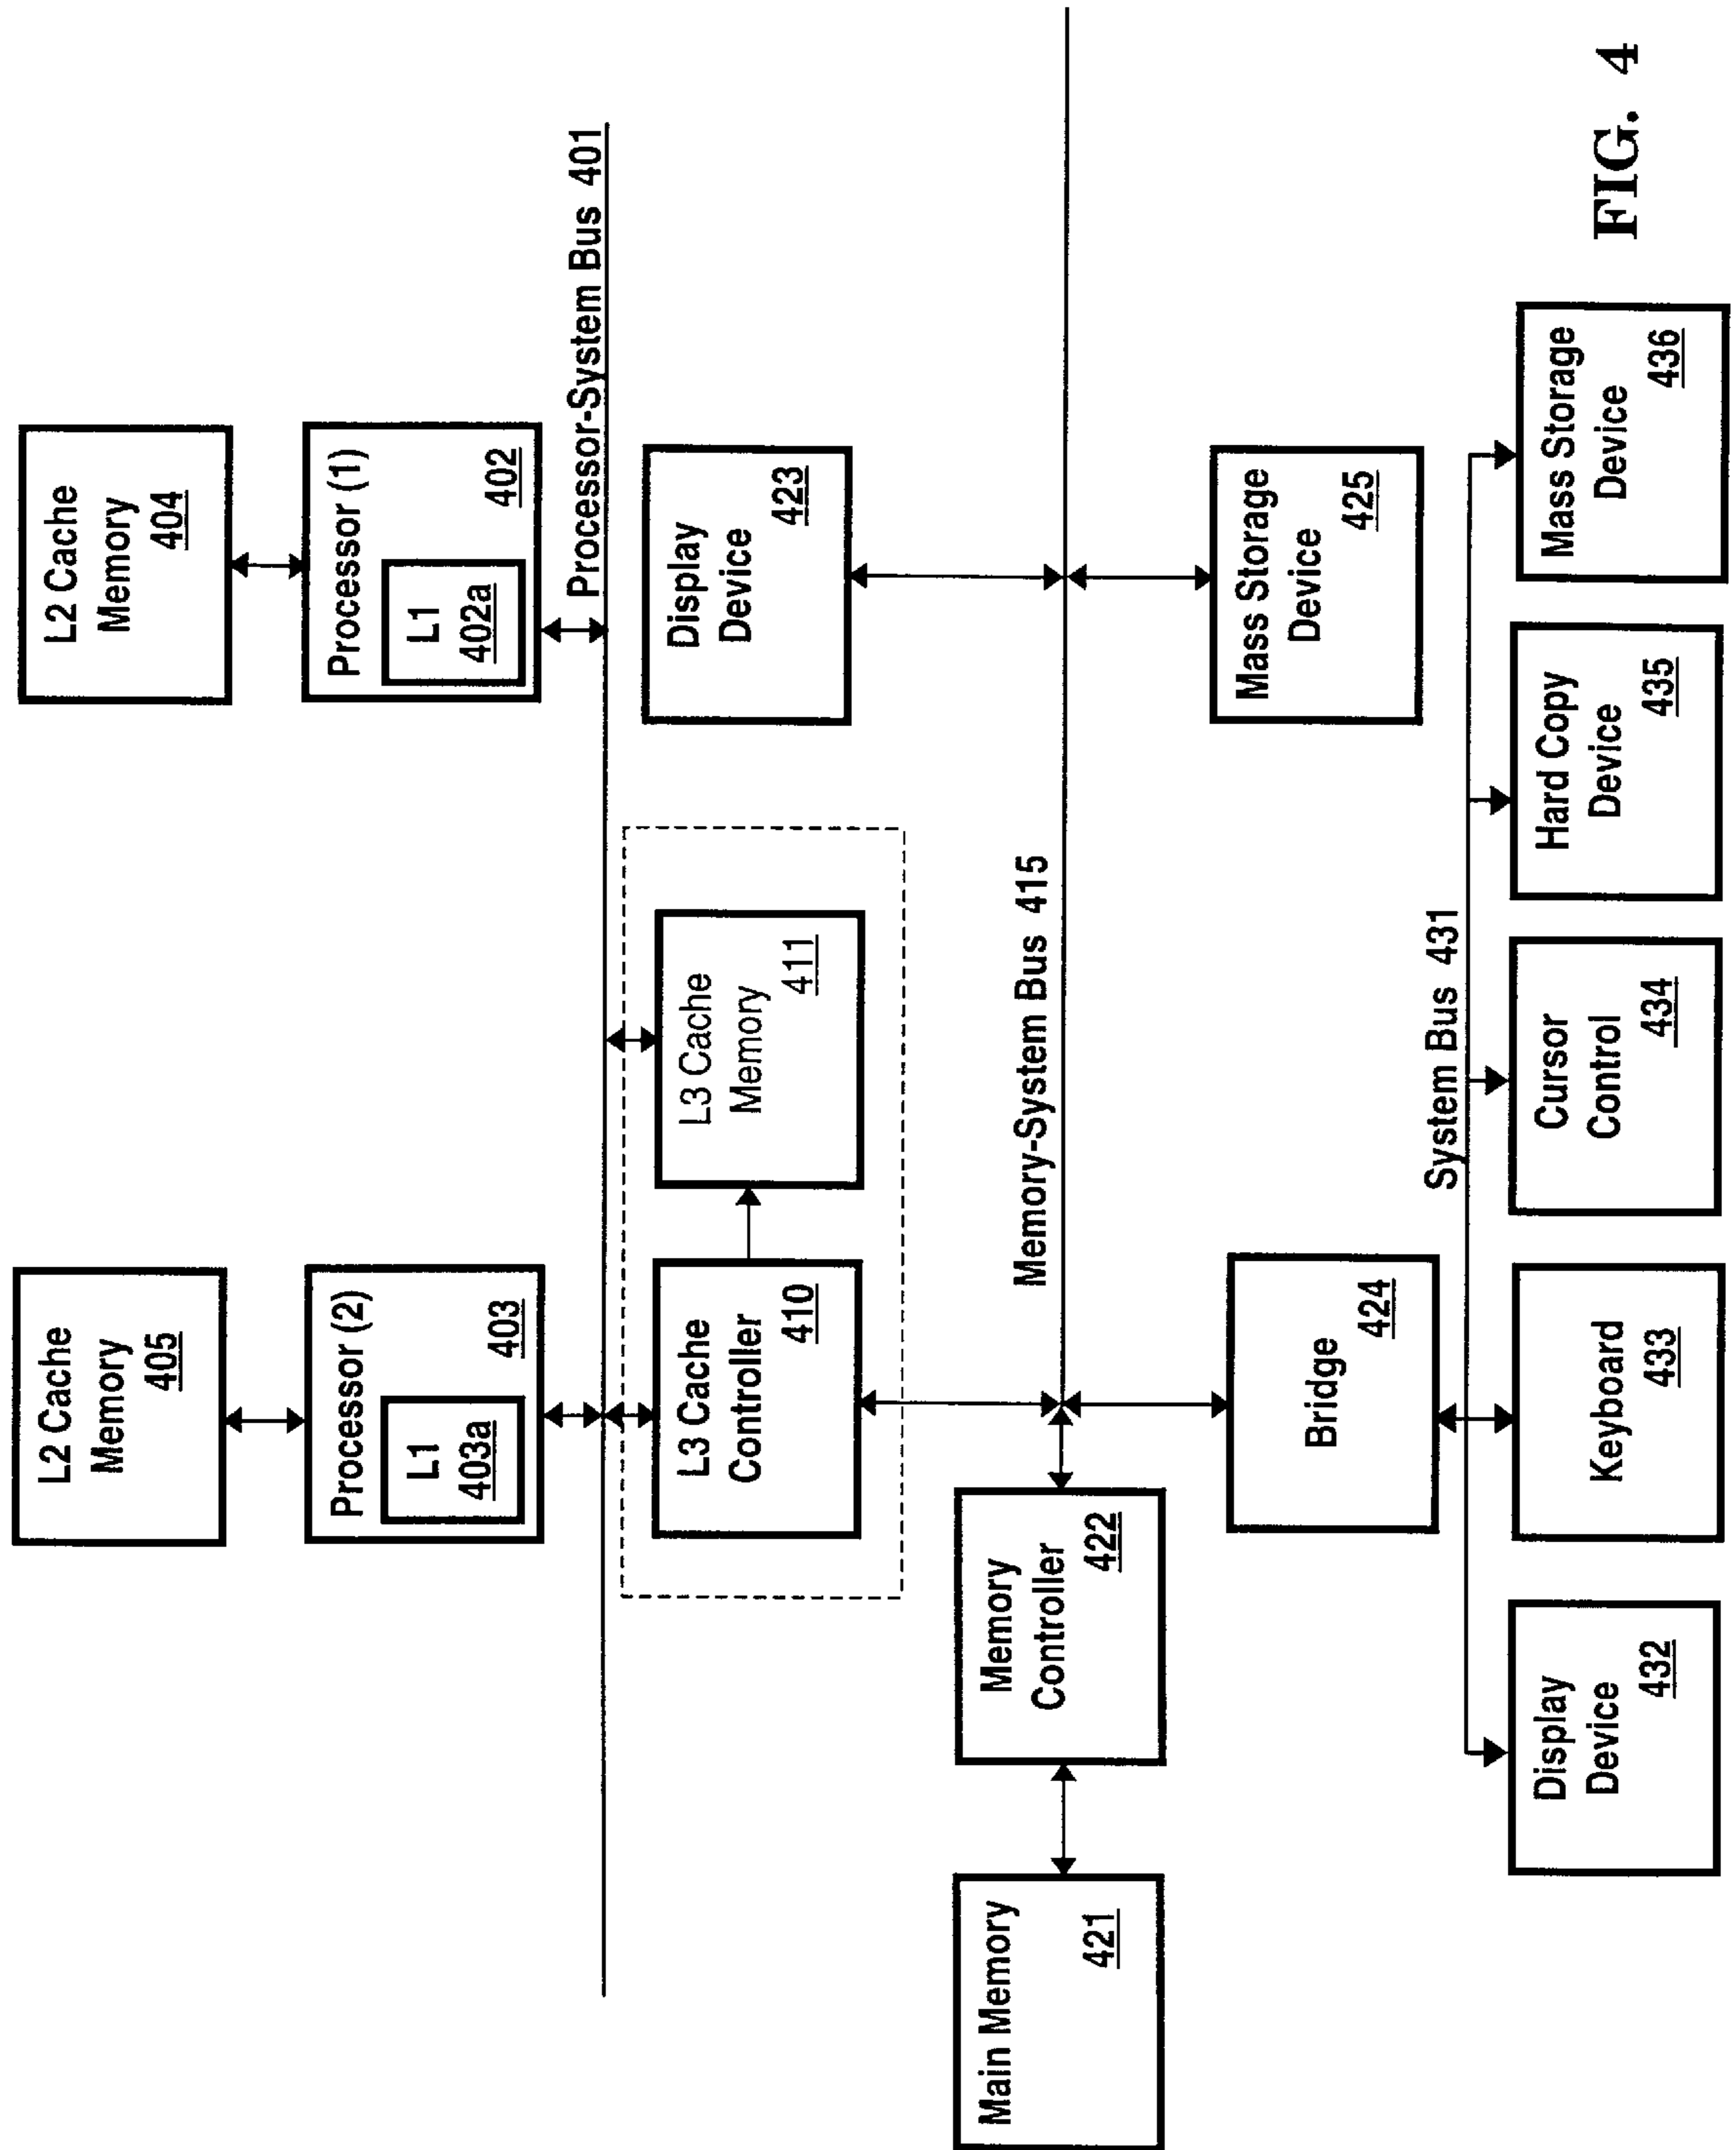 L2 Cache
Memory
405
L2 Cache
Memory
404
Processor (2)
403
L1
403a
Processor (1)
402
L1
402a
Processor-System Bus 401
L3 Cache
Controller
410
L3 Cache
Memory
411
Display
Device
423
Memory-System Bus 415
Main Memory
421
Memory
Controller
422
Bridge
424
Mass Storage
Device
425
System Bus 431
Display
Device
432
Keyboard
433
Cursor
Control
434
Hard Copy
Device
435
Mass Storage
Device
436
FIG. 4